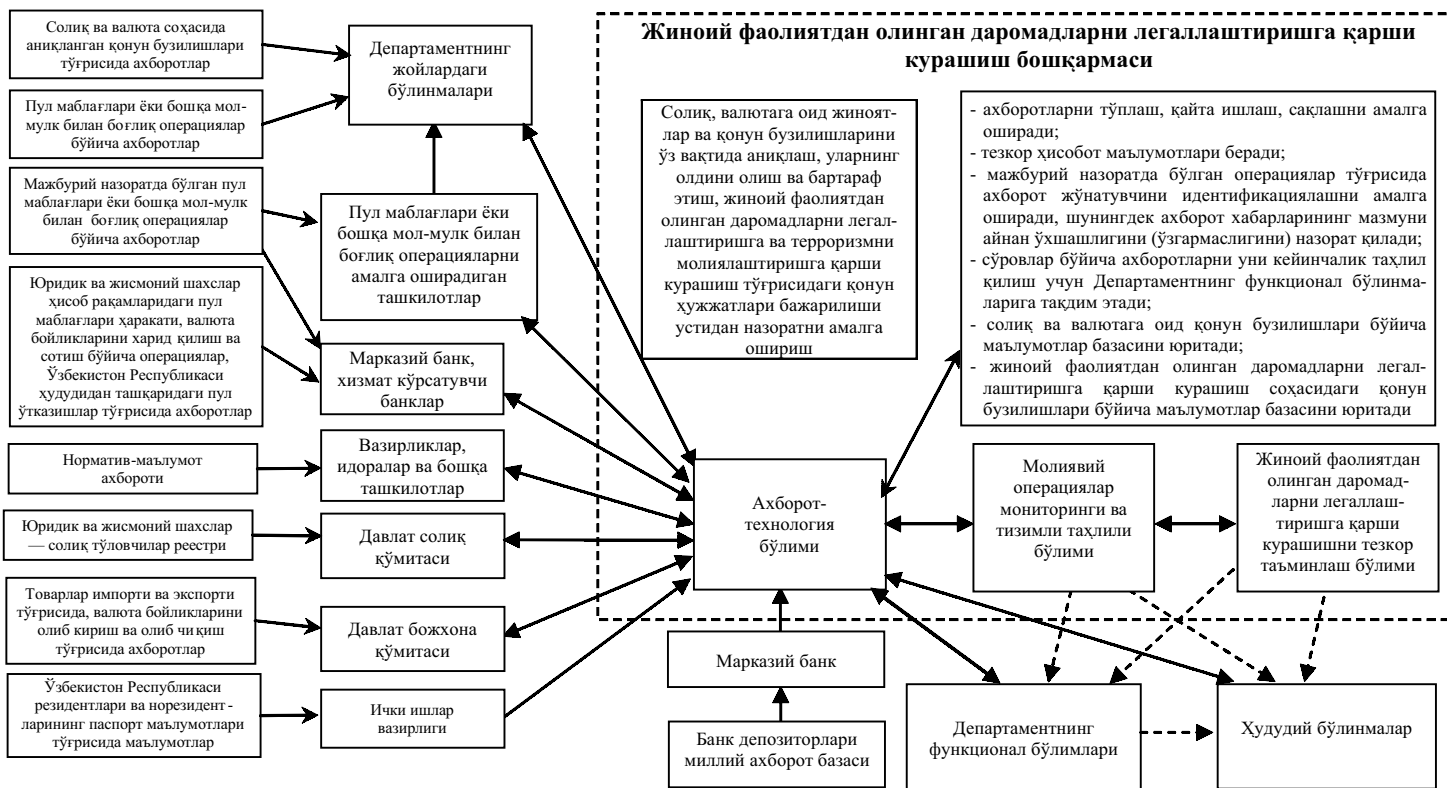 Солиқ ва валюта соҳасида
аниқланган қонун бузилишлари
тўғрисида ахборотлар
Пул маблағлари ёки бошқа мол-
мулк билан боғлиқ операциялар
бўйича ахборотлар
Мажбурий назоратда бўлган пул
маблағлари ёки бошқа мол-мулк
билан боғлиқ операциялар
бўйича ахборотлар
Юридик ва жисмоний шахслар
ҳисоб рақамларидаги пул
маблағлари ҳаракати, валюта
бойликларини харид қилиш ва
сотиш бўйича операциялар,
Ўзбекистон Республикаси
ҳудудидан ташқаридаги пул
ўтказишлар тўғрисида ахборотлар
Норматив-маълумот
ахбороти
Юридик ва жисмоний шахслар
— солиқ тўловчилар реестри
Товарлар импорти ва экспорти
тўғрисида, валюта бойликларини
олиб кириш ва олиб чиқиш
тўғрисида ахборотлар
Ўзбекистон Республикаси
резидентлари ва норезидент-
ларининг паспорт маълумотлари
тўғрисида маълумотлар
Департаментнинг
жойлардаги
бўлинмалари
Пул маблағлари ёки
бошқа мол-мулк билан
боғлиқ операцияларни
амалга оширадиган
ташкилотлар
Марказий банк,
хизмат кўрсатувчи
банклар
Вазирликлар,
идоралар ва бошқа
ташкилотлар
Давлат солиқ
қўмитаси
Давлат божхона
қўмитаси
Ички ишлар
вазирлиги
Жиноий фаолиятдан олинган даромадларни легаллаштиришга қарши
курашиш бошқармаси
Солиқ, валютага оид жиноят-
лар ва қонун бузилишларини
ўз вақтида аниқлаш, уларнинг
олдини олиш ва бартараф
этиш, жиноий фаолиятдан
олинган даромадларни легал-
лаштиришга ва терроризмни
молиялаштиришга қарши
курашиш тўғрисидаги қонун
ҳужжатлари бажарилиши
устидан назоратни амалга
ошириш
- ахборотларни тўплаш, қайта ишлаш, сақлашни амалга
оширади;
- тезкор ҳисобот маълумотлари беради;
- мажбурий назоратда бўлган операциялар тўғрисида
ахборот жўнатувчини идентификациялашни амалга
оширади, шунингдек ахборот хабарларининг мазмуни
айнан ўхшашлигини (ўзгармаслигини) назорат қилади;
- сўровлар бўйича ахборотларни уни кейинчалик таҳлил
қилиш учун Департаментнинг функционал бўлинма-
ларига тақдим этади;
- солиқ ва валютага оид қонун бузилишлари бўйича
маълумотлар базасини юритади;
- жиноий фаолиятдан олинган даромадларни легал-
лаштиришга қарши курашиш соҳасидаги қонун
бузилишлари бўйича маълумотлар базасини юритади
Ахборот-
технология
бўлими
Молиявий
операциялар
мониторинги ва
тизимли таҳлили
бўлими
Жиноий фаолиятдан
олинган даромад-
ларни легаллаш-
тиришга қарши
курашишни тезкор
таъминлаш бўлими
Марказий банк
Банк депозиторлари
миллий ахборот базаси
Департаментнинг
функционал бўлимлари
Ҳудудий бўлинмалар